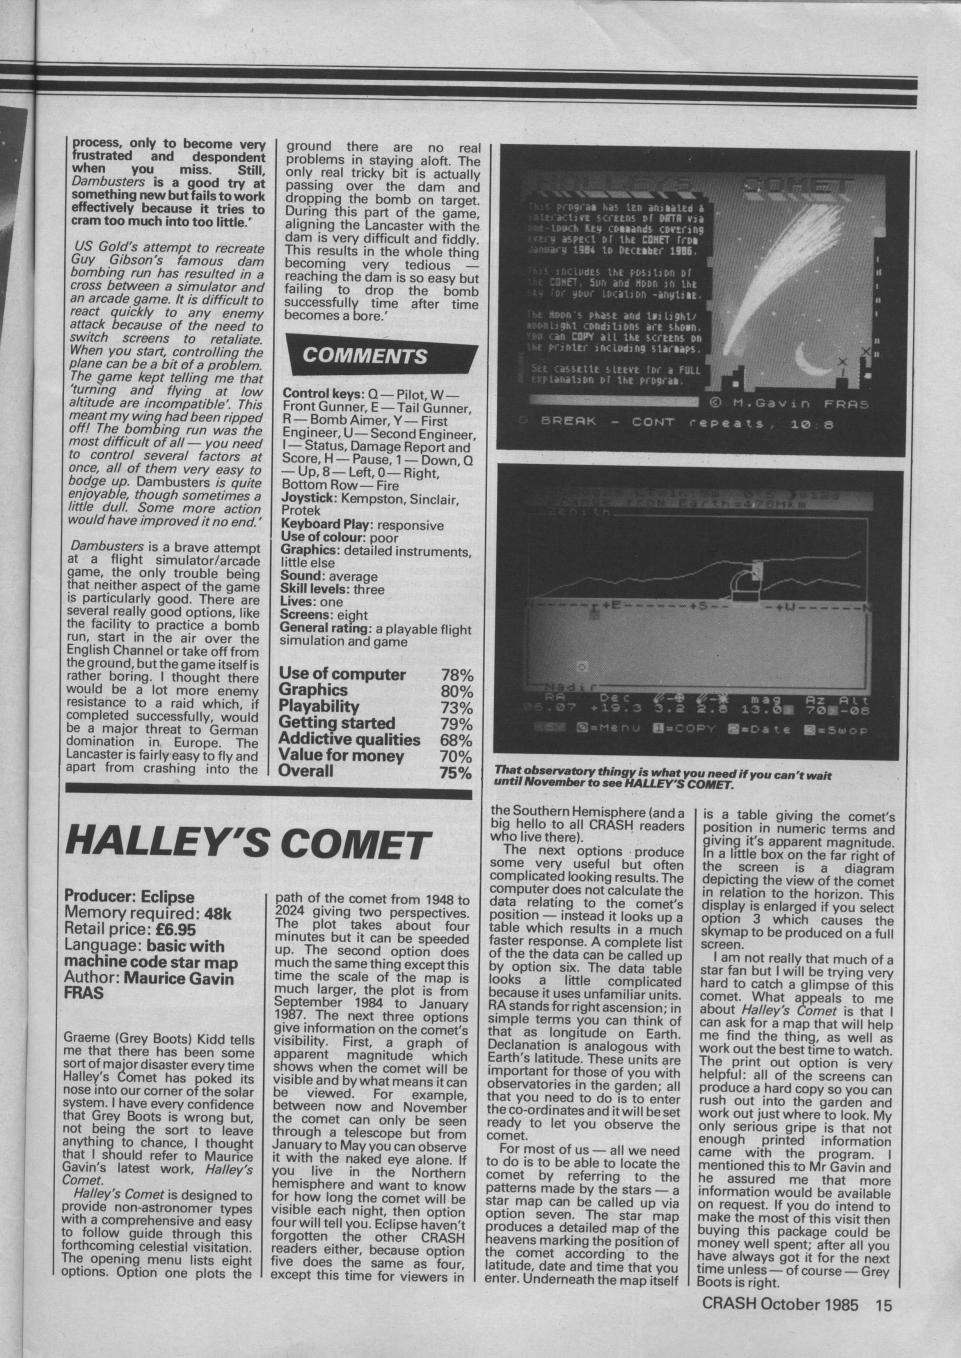 process, only to become very
frustrated and despondent
when you miss. Still,
Dambusters is a good try at
something new but fails to work
effectively because it tries to
cram too much into too little.'
US Gold's attempt to recreate
Guy Gibson's famous dam
bombing run has resulted in a
cross between a simulator and
an arcade game. It is difficult to
react quickly to any enemy
attack because of the need to
switch screens to retaliate.
When you start, controlling the
plane can be a bit of a problem.
The game kept telling me that
'turning and flying at low
altitude are incompatible'. This
meant my wing had been ripped
off! The bombing run was the
most difficult of all — you need
to control several factors at
once, all of them very easy to
bodge up. Dambusters is quite
enjoyable, though sometimes a
little dull. Some more action
would have improved it no end.'
Dambusters is a brave attempt
at a flight simulator/arcade
game, the only trouble being
that neither aspect of the game
is particularly good. There are
several really good options, like
the facility to practice a bomb
run, start in the air over the
English Channel or take off from
the ground, but the game itself is
rather boring. I thought there
would be a lot more enemy
resistance to a raid which, if
completed successfully, would
be a major threat to German
domination in Europe. The
Lancaster is fairly easy to fly and
apart from crashing into the
ground there are no real
problems in staying aloft. The
only real tricky bit is actually
passing over the dam and
dropping the bomb on target.
During this part of the game,
aligning the Lancaster with the
dam is very difficult and fiddly.
This results in the whole thing
becoming very tedious —
reaching the dam is so easy but
failing to drop the bomb
successfully time after time
becomes a bore.'
COMMENTS
Control keys: Q — Pilot, W —
Front Gunner, E — Tail Gunner,
R — Bomb Aimer, Y — First
Engineer, U — Second Engineer,
I — Status, Damage Report and
Score, H — Pause, 1 — Down, Q
— Up, 8 — Left, 0 — Right,
Bottom Row — Fire
Joystick: Kempston, Sinclair,
Protek
Keyboard Play: responsive
Use of colour: poor
Graphics: detailed instruments,
little else
Sound: average
Skill levels: three
Lives: one
Screens: eight
General rating: a playable flight
simulation and game
Use of computer 78%
Graphics 80%
Playability 73%
Getting started 79%
Addictive qualities 68%
Value for money 70%
Overall 75%
COMET
This program has ten animated &
interactive screens of DATA via
one-touch Key commands covering
every aspect of the COMET from
January 1984 to December 1986.
This includes the position of
the COMET, Sun and Moon in the
sky for your location -anytime.
The Moon's phase and twilight/
moonlight conditions are shown.
You can COPY all the screens on
the printer including starmaps.
See cassette sleeve for a FULL
explanation of the program.
© M.Gavin FRAS
BREAK - CONT repeats, 10:8
from Earth=478Mkm
Zenith
+E +S +W
Nadir
RA Dec mag Az Alt
+19.3 3.2 2.8 13.0 70 -08
0=Menu 1=COPY 2=Date 3=Swop
That observatory thingy is what you need if you can't wait
until November to see HALLEY'S COMET.
HALLEY'S COMET
Producer: Eclipse
Memory required: 48k
Retail price: £6.95
Language: basic with
machine code star map
Author: Maurice Gavin
FRAS
Graeme (Grey Boots) Kidd tells
me that there has been some
sort of major disaster every time
Halley's Comet has poked its
nose into our corner of the solar
system. I have every confidence
that Grey Boots is wrong but,
not being the sort to leave
anything to chance, I thought
that I should refer to Maurice
Gavin's latest work, Halley's
Comet.
Halley's Comet is designed to
provide non-astronomer types
with a comprehensive and easy
to follow guide through this
forthcoming celestial visitation.
The opening menu lists eight
options. Option one plots the
path of the comet from 1948 to
2024 giving two perspectives.
The plot takes about four
minutes but it can be speeded
up. The second option does
much the same thing except this
time the scale of the map is
much larger, the plot is from
September 1984 to January
1987. The next three options
give information on the comet's
visibility. First, a graph of
apparent magnitude which
shows when the comet will be
visible and by what means it can
be viewed. For example,
between now and November
the comet can only be seen
through a telescope but from
January to May you can observe
it with the naked eye alone. If
you live in the Northern
hemisphere and want to know
for how long the comet will be
visible each night, then option
four will tell you. Eclipse haven't
forgotten the other CRASH
readers either, because option
five does the same as four,
except this time for viewers in
the Southern Hemisphere (and a
big hello to all CRASH readers
who live there).
The next options produce
some very useful but often
complicated looking results. The
computer does not calculate the
data relating to the comet's
position — instead it looks up a
table which results in a much
faster response. A complete list
of the the data can be called up
by option six. The data table
looks a little complicated
because it uses unfamiliar units.
RA stands for right ascension; in
simple terms you can think of
that as longitude on Earth.
Declanation is analogous with
Earth's latitude. These units are
important for those of you with
observatories in the garden; all
that you need to do is to enter
the co-ordinates and it will be set
ready to let you observe the
comet.
For most of us — all we need
to do is to be able to locate the
comet by referring to the
patterns made by the stars — a
star map can be called up via
option seven. The star map
produces a detailed map of the
heavens marking the position of
the comet according to the
latitude, date and time that you
enter. Underneath the map itself
is a table giving the comet's
position in numeric terms and
giving it's apparent magnitude.
In a little box on the far right of
the screen is a diagram
depicting the view of the comet
in relation to the horizon. This
display is enlarged if you select
option 3 which causes the
skymap to be produced on a full
screen.
I am not really that much of a
star fan but I will be trying very
hard to catch a glimpse of this
comet. What appeals to me
about Halley's Comet is that I
can ask for a map that will help
me find the thing, as well as
work out the best time to watch.
The print out option is very
helpful: all of the screens can
produce a hard copy so you can
rush out into the garden and
work out just where to look. My
only serious gripe is that not
enough printed information
came with the program. I
mentioned this to Mr Gavin and
he assured me that more
information would be available
on request. If you do intend to
make the most of this visit then
buying this package could be
money well spent; after all you
have always got it for the next
time unless — of course — Grey
Boots is right.
CRASH October 1985 15